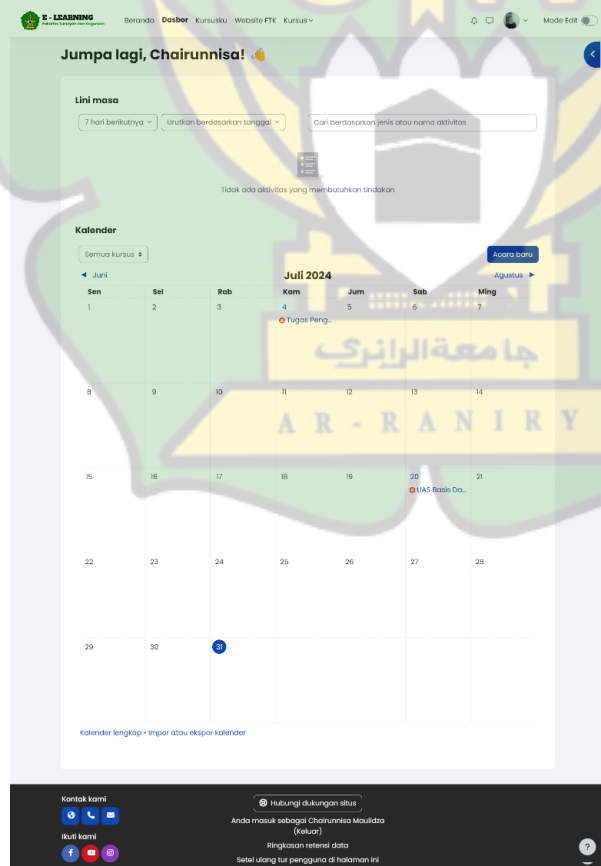 E - LEARNING
Fakultas Tarbiyah dan Keguruan
Beranda Dasbor Kursusku Website FTK Kursus Mode Edit
Jumpa lagi, Chairunnisa! 👋
Lini masa
7 hari berikutnya Urutkan berdasarkan tanggal Cari berdasarkan jenis atau nama aktivitas
Tidak ada aktivitas yang membutuhkan tindakan
Kalender
Semua kursus Acara baru
◀ Juni Juli 2024 Agustus ▶
Sen Sel Rab Kam Jum Sab Ming
1 2 3 4 5 6 7
Tugas Peng...
جامعة الرانري
8 9 10 11 12 13 14
A R - R A N I R Y
15 16 17 18 19 20 21
UAS Basis Da...
22 23 24 25 26 27 28
29 30 31
Kalender lengkap • Impor atau ekspor kalender
Kontak kami
Hubungi dukungan situs
Anda masuk sebagai Chairunnisa Maulidza
(Keluar)
Ikuti kami
Ringkasan retensi data
Setel ulang tur pengguna di halaman ini
?